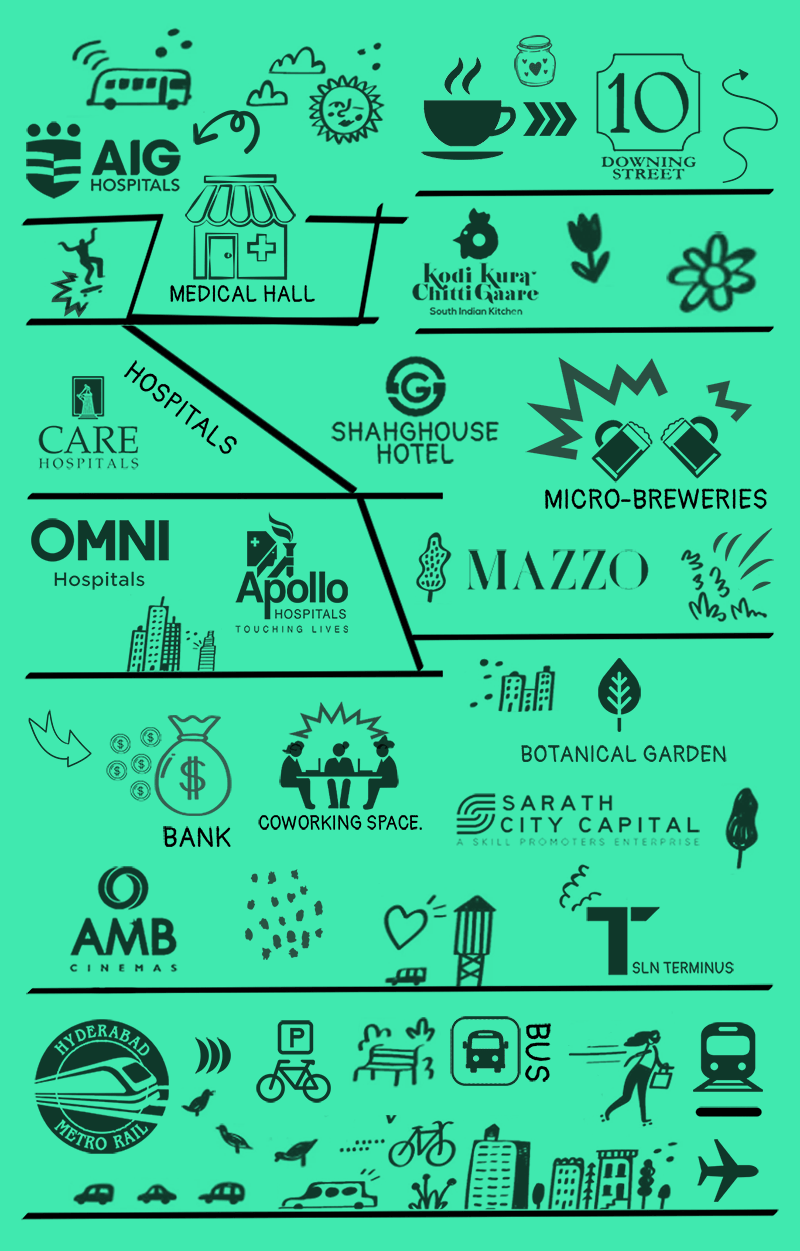 AIG
HOSPITALS
10
DOWNING
STREET
MEDICAL HALL
Kodi Kura
Chitti Gaare
South Indian Kitchen
CARE
HOSPITALS
HOSPITALS
G
SHAHGHOUSE
HOTEL
MICRO-BREWERIES
OMNI
Hospitals
Apollo
HOSPITALS
TOUCHING LIVES
MAZZO
BOTANICAL GARDEN
$
$
$
$
$
$
BANK
COWORKING SPACE.
SARATH
CITY CAPITAL
A SKILL PROMOTERS ENTERPRISE
AMB
CINEMAS
T
SLN TERMINUS
HYDERABAD
METRO RAIL
P
BUS